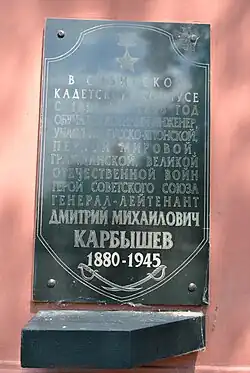 В
КАДЕТСКОМ КОРПУСЕ
С ГОД
ИНЖЕНЕР,
РУССКО-ЯПОНСКОЙ,
ПЕРВОЙ МИРОВОЙ,
ГРАЖДАНСКОЙ, ВЕЛИКОЙ
ОТЕЧЕСТВЕННОЙ ВОЙН
ГЕРОЙ СОВЕТСКОГО СОЮЗА
ГЕНЕРАЛ-ЛЕЙТЕНАНТ
ДМИТРИЙ МИХАИЛОВИЧ
КАРБЫШЕВ
1880-1945